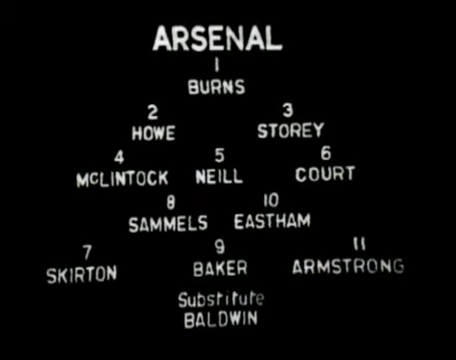 ARSENAL
1
BURNS
2 3
HOWE STOREY
4 5 6
McLINTOCK NEILL COURT
8 10
SAMMELS EASTHAM
7 9 11
SKIRTON BAKER ARMSTRONG
Substitute
BALDWIN